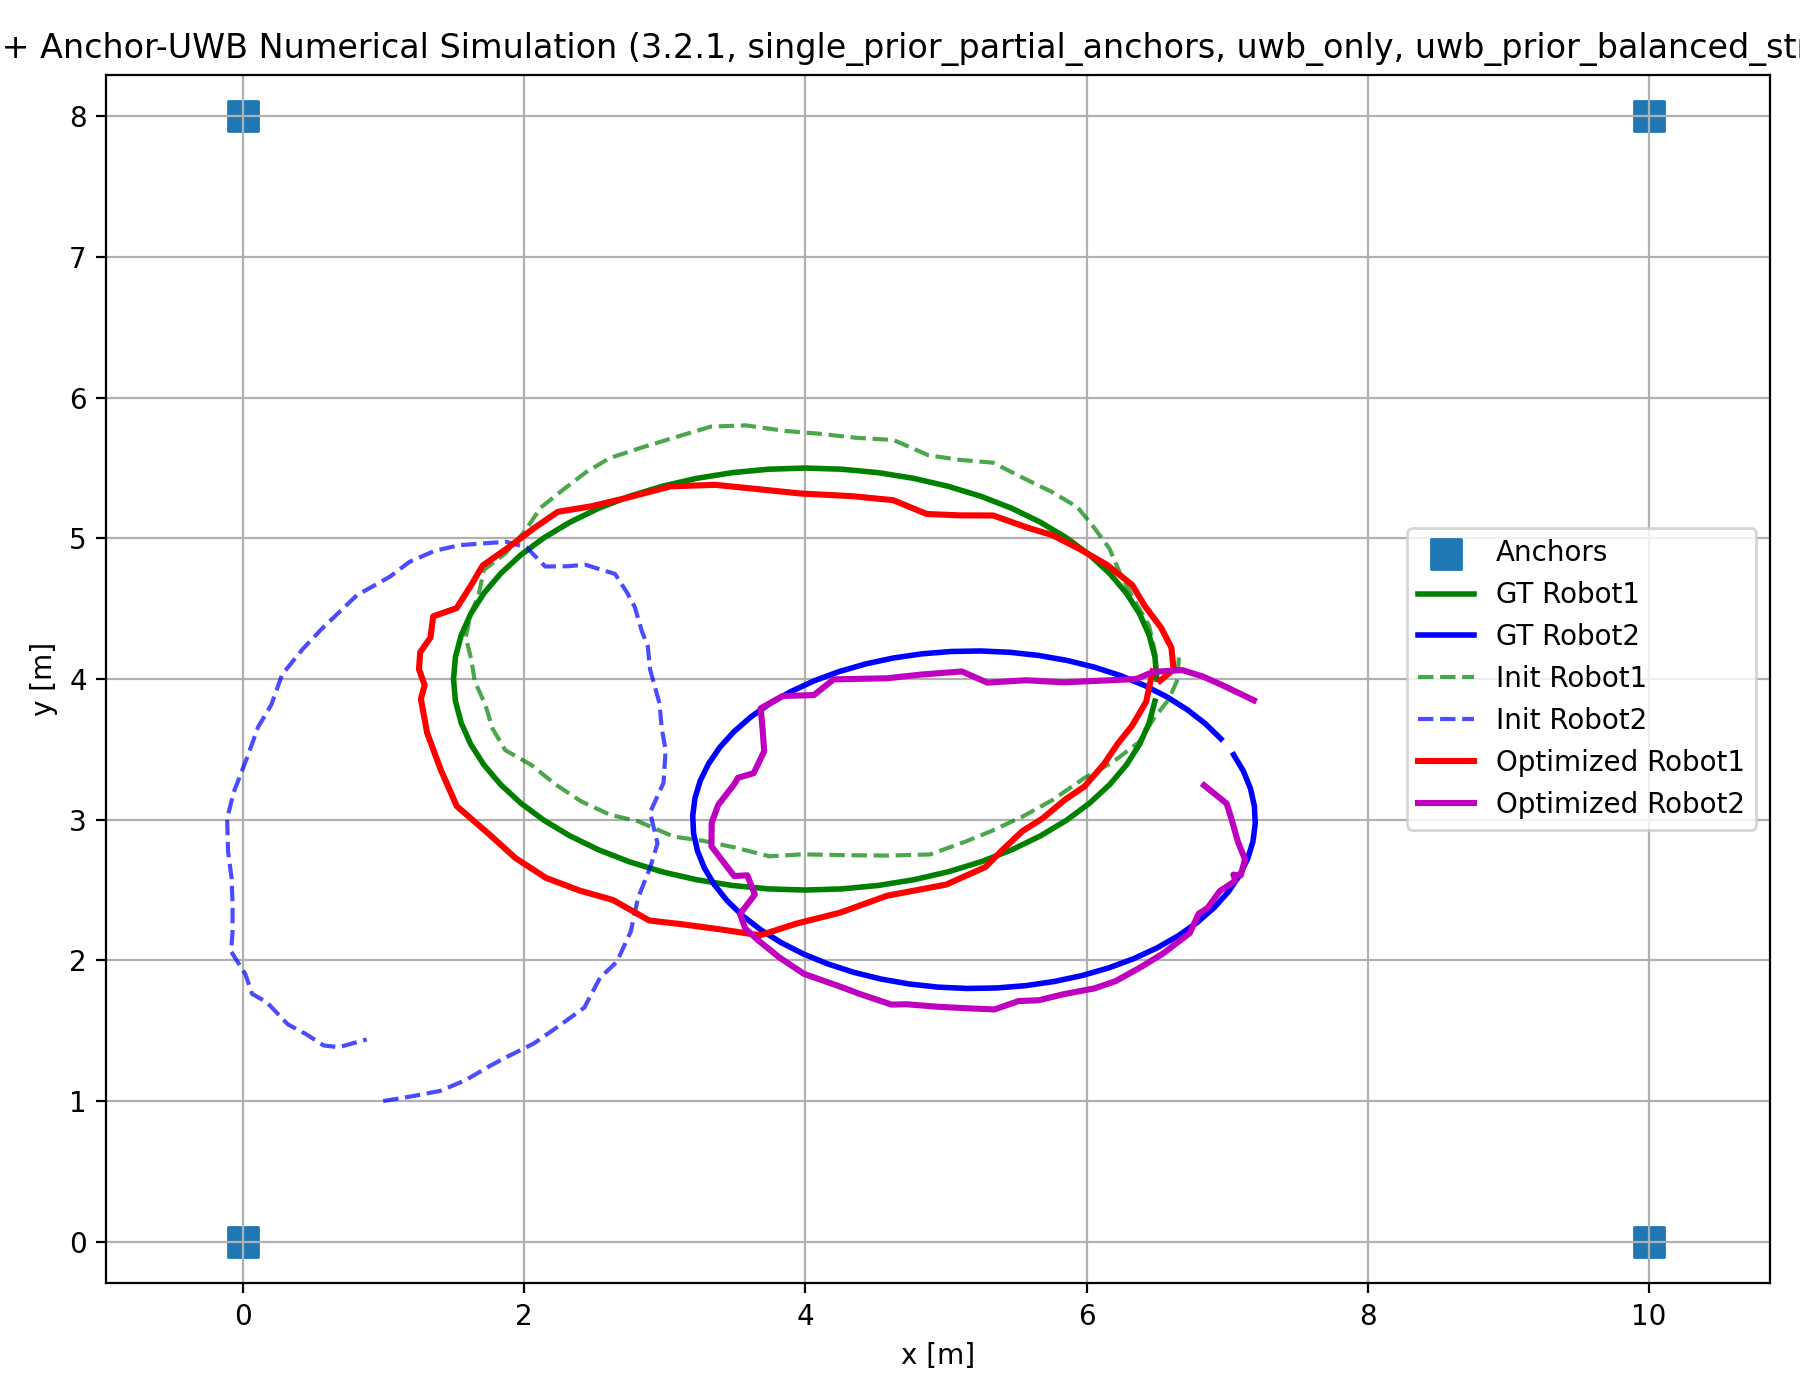 + Anchor-UWB Numerical Simulation (3.2.1, single_prior_partial_anchors, uwb_only, uwb_prior_balanced_str
8
7
6
5
4
3
2
1
0
y [m]
Anchors
GT Robot1
GT Robot2
Init Robot1
Init Robot2
Optimized Robot1
Optimized Robot2
0 2 4 6 8 10
x [m]